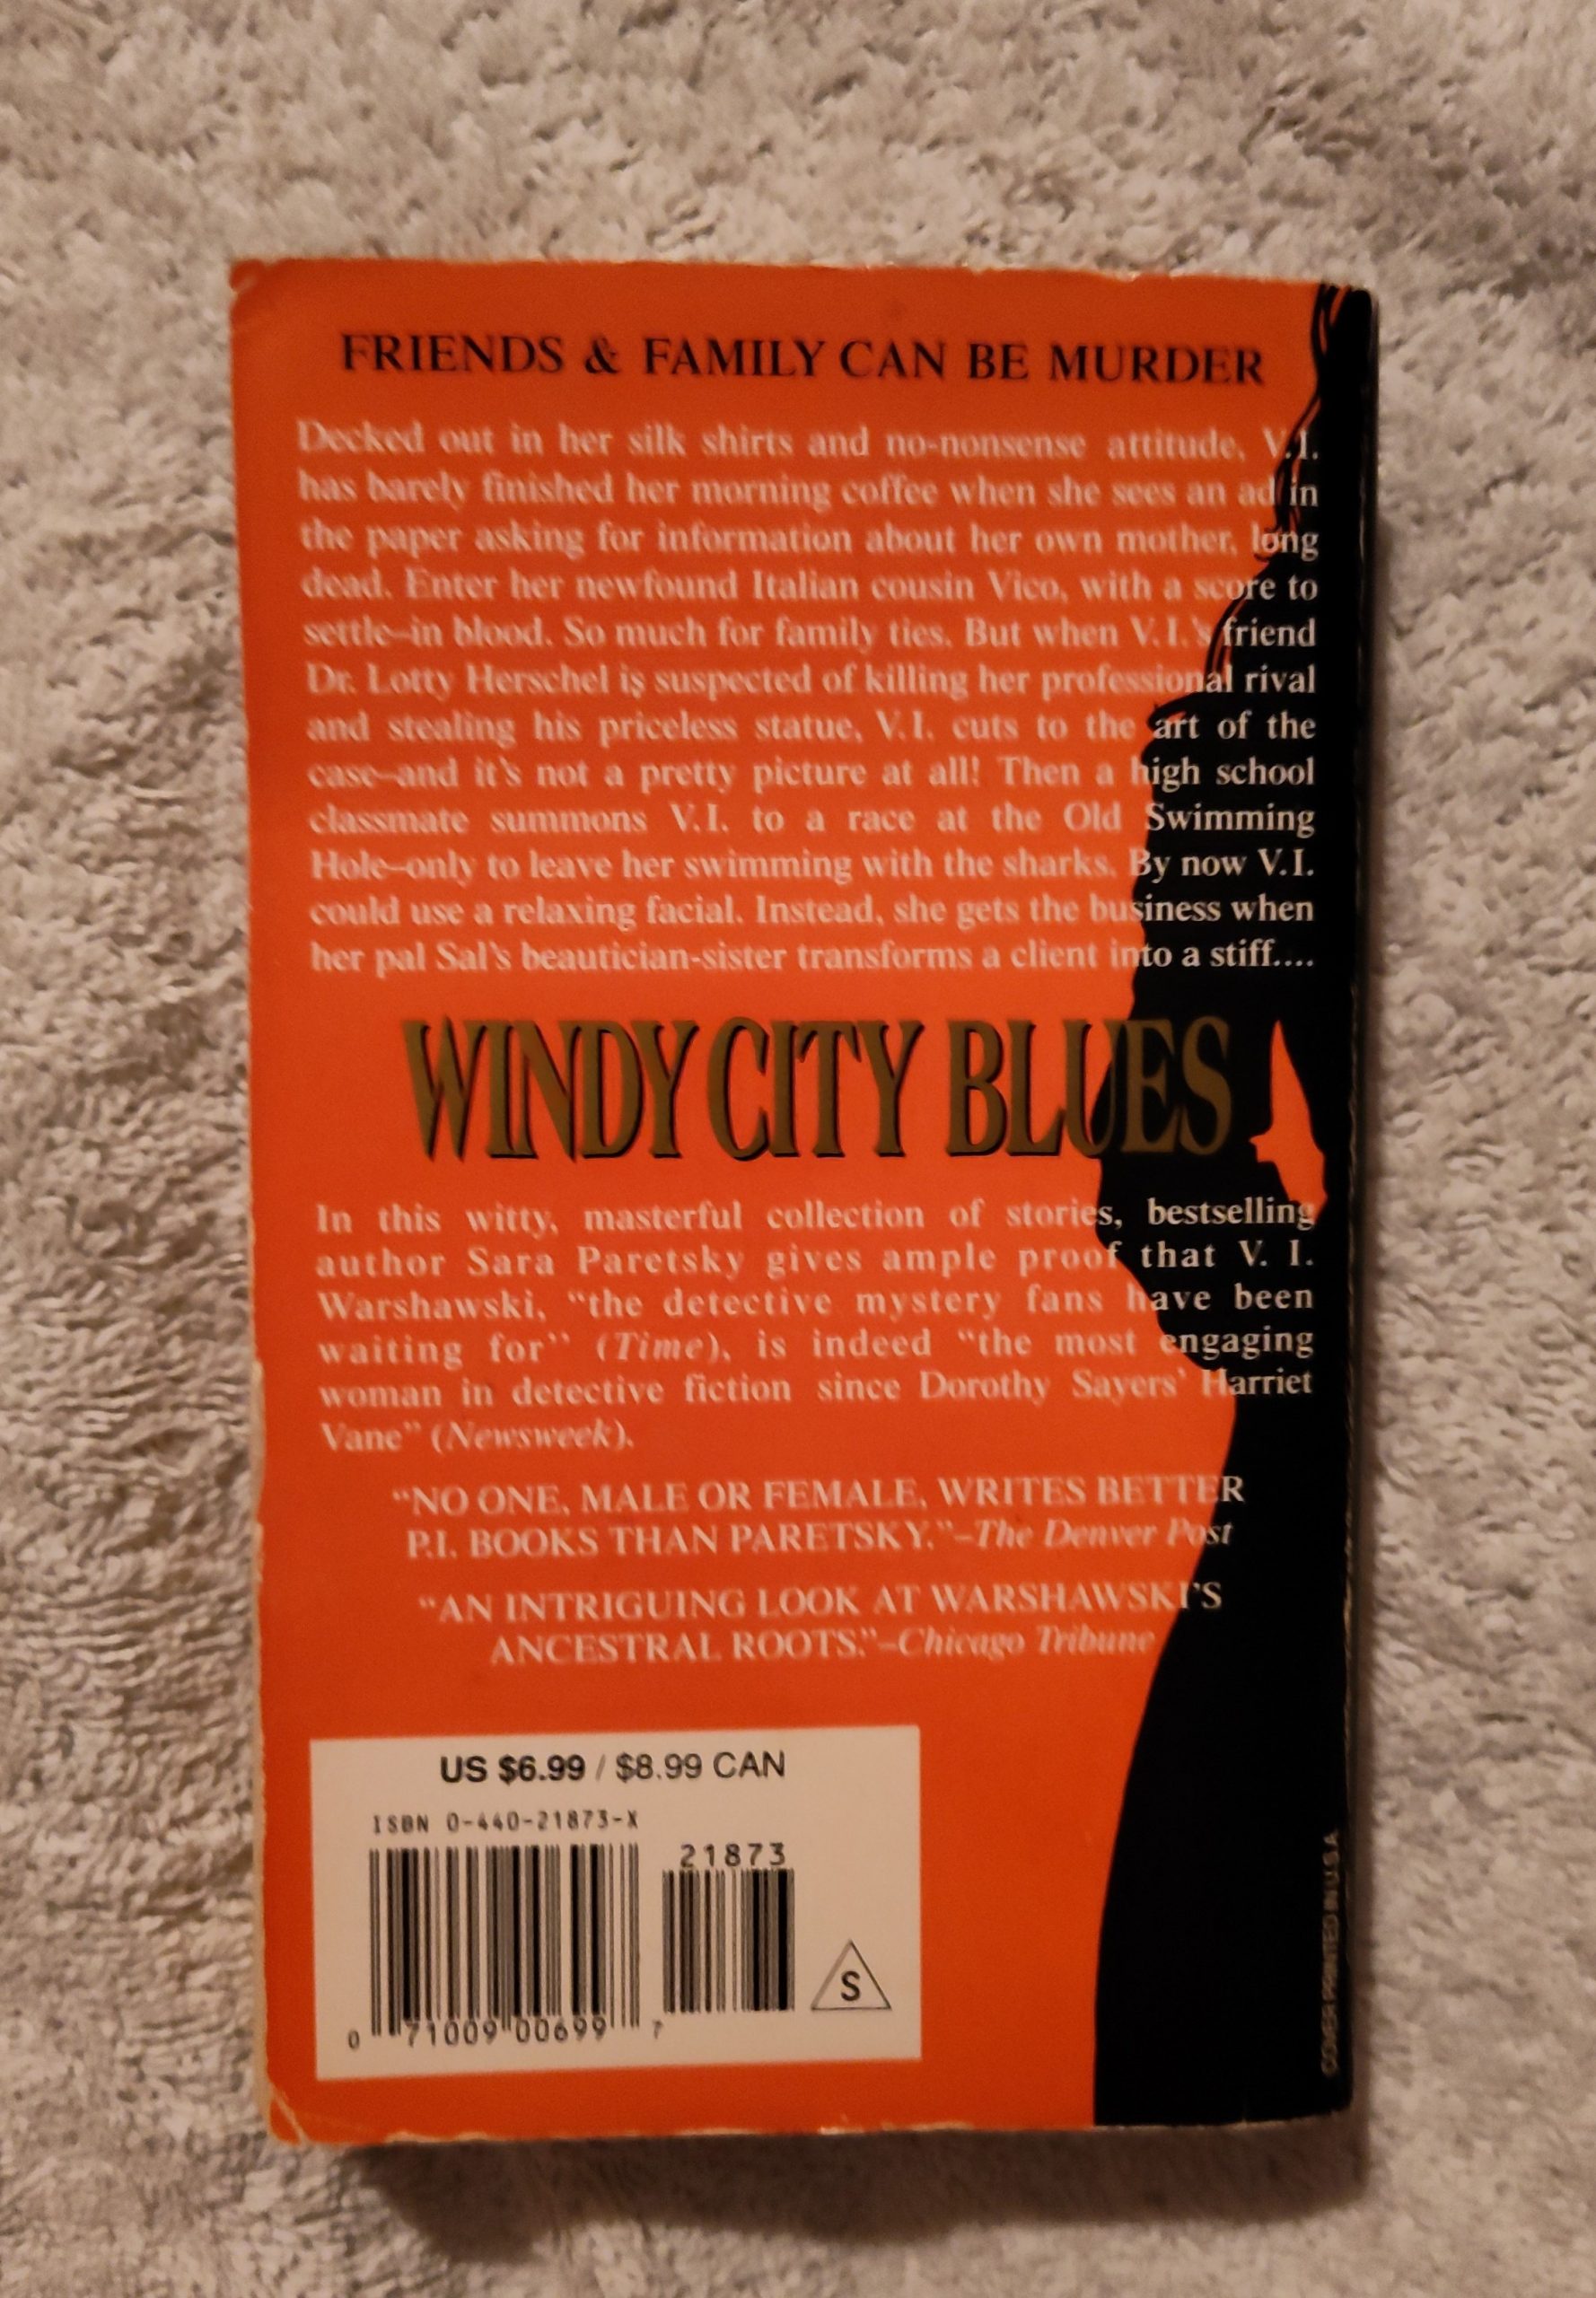 FRIENDS & FAMILY CAN BE MURDER
Decked out in her silk shirts and no-nonsense attitude, V.I.
has barely finished her morning coffee when she sees an ad in
the paper asking for information about her own mother, long
dead. Enter her newfound Italian cousin Vico, with a score to
settle–in blood. So much for family ties. But when V.I.'s friend
Dr. Lotty Herschel is suspected of killing her professional rival
and stealing his priceless statue, V.I. cuts to the art of the
case–and it's not a pretty picture at all! Then a high school
classmate summons V.I. to a race at the Old Swimming
Hole–only to leave her swimming with the sharks. By now V.I.
could use a relaxing facial. Instead, she gets the business when
her pal Sal's beautician-sister transforms a client into a stiff....
WINDY CITY BLUES
In this witty, masterful collection of stories, bestselling
author Sara Paretsky gives ample proof that V. I.
Warshawski, “the detective mystery fans have been
waiting for” (Time), is indeed “the most engaging
woman in detective fiction since Dorothy Sayers’ Harriet
Vane” (Newsweek).
“NO ONE, MALE OR FEMALE, WRITES BETTER
P.I. BOOKS THAN PARETSKY.”–The Denver Post
“AN INTRIGUING LOOK AT WARSHAWSKI'S
ANCESTRAL ROOTS.”–Chicago Tribune
US $6.99 / $8.99 CAN
ISBN 0-440-21873-X
21873
S
0 71009 00699 7
COVER PRINTED IN U.S.A.